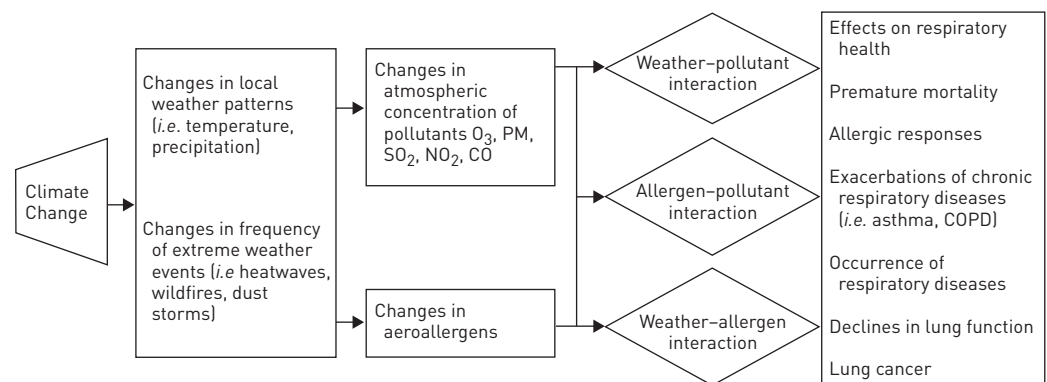 Climate
Change
Changes in local
weather patterns
(i.e. temperature,
precipitation)
Changes in frequency
of extreme weather
events (i.e heatwaves,
wildfires, dust
storms)
Changes in
atmospheric
concentration of
pollutants O3, PM,
SO2, NO2, CO
Changes in
aeroallergens
Weather–pollutant
interaction
Allergen–pollutant
interaction
Weather–allergen
interaction
Effects on respiratory
health
Premature mortality
Allergic responses
Exacerbations of chronic
respiratory diseases
(i.e. asthma, COPD)
Occurrence of
respiratory diseases
Declines in lung function
Lung cancer